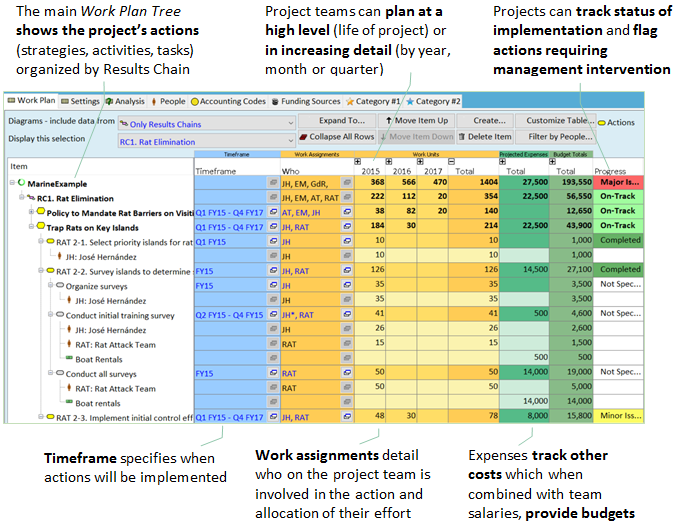 The main Work Plan Tree
shows the project's actions
(strategies, activities, tasks)
organized by Results Chain
Project teams can plan at a
high level (life of project) or
in increasing detail (by year,
month or quarter)
Projects can track status of
implementation and flag
actions requiring
management intervention
Work Plan Settings Analysis People Accounting Codes Funding Sources Category #1 Category #2
Diagrams - include data from Only Results Chains Expand To... Move Item Up Create... Customize Table... Actions
Display this selection RC1. Rat Elimination Collapse All Rows Move Item Down Delete Item Filter by People...
Timeframe Work Assignments Work Units Projected Expenses Budget Totals
Item
Timeframe Who 2015 2016 2017 Total Total Total Progress
MarineExample JH, EM, GdR, 368 566 470 1404 27,500 193,550 Major Is...
RC1. Rat Elimination JH, EM, AT, RAT 222 112 20 354 22,500 56,550 On-Track
Policy to Mandate Rat Barriers on Visiti Q1 FY15 - Q4 FY17 AT, EM, JH 38 82 20 140 12,650 On-Track
Trap Rats on Key Islands Q1 FY15 - Q4 FY17 JH, RAT 184 30 214 22,500 43,900 On-Track
RAT 2-1. Select priority islands for rat Q1 FY15 JH 10 10 1,000 Completed
JH: José Hernández JH 10 10 1,000
RAT 2-2. Survey islands to determine FY15 JH, RAT 126 126 14,500 27,100 Completed
Organize surveys FY15 JH 35 35 3,500 Not Spec...
JH: José Hernández JH 35 35 3,500
Conduct initial training survey Q2 FY15 - Q4 FY15 JH*, RAT 41 41 500 4,600 Not Spec...
JH: José Hernández JH 26 26 2,600
RAT: Rat Attack Team RAT 15 15 1,500
Boat Rentals 500 500
Conduct all surveys FY15 RAT 50 50 14,000 19,000 Not Spec...
RAT: Rat Attack Team RAT 50 50 5,000
Boat rentals 14,000 14,000
RAT 2-3. Implement initial control eff Q1 FY15 - Q4 FY17 JH, RAT 48 30 78 8,000 15,800 Minor Iss...
Timeframe specifies when
actions will be implemented
Work assignments detail
who on the project team is
involved in the action and
allocation of their effort
Expenses track other
costs which when
combined with team
salaries, provide budgets